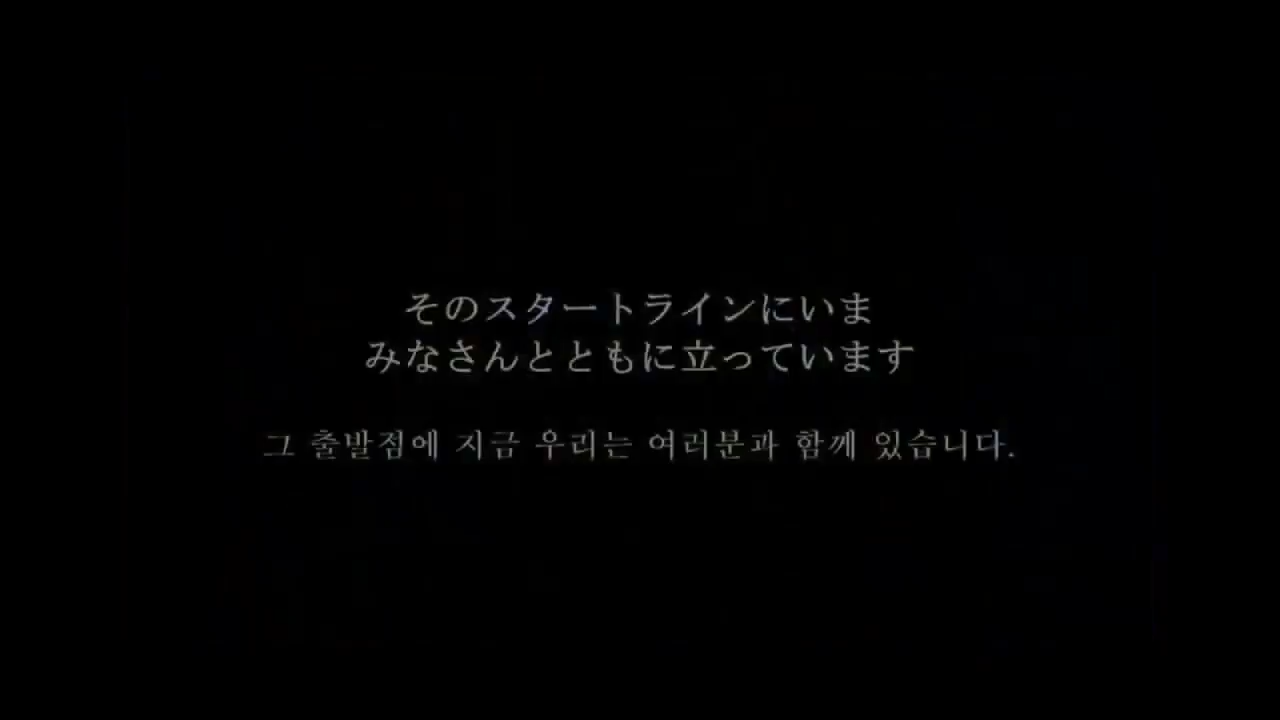 そのスタートラインにいま
みなさんとともに立っています
그 출발점에 지금 우리는 여러분과 함께 있습니다.